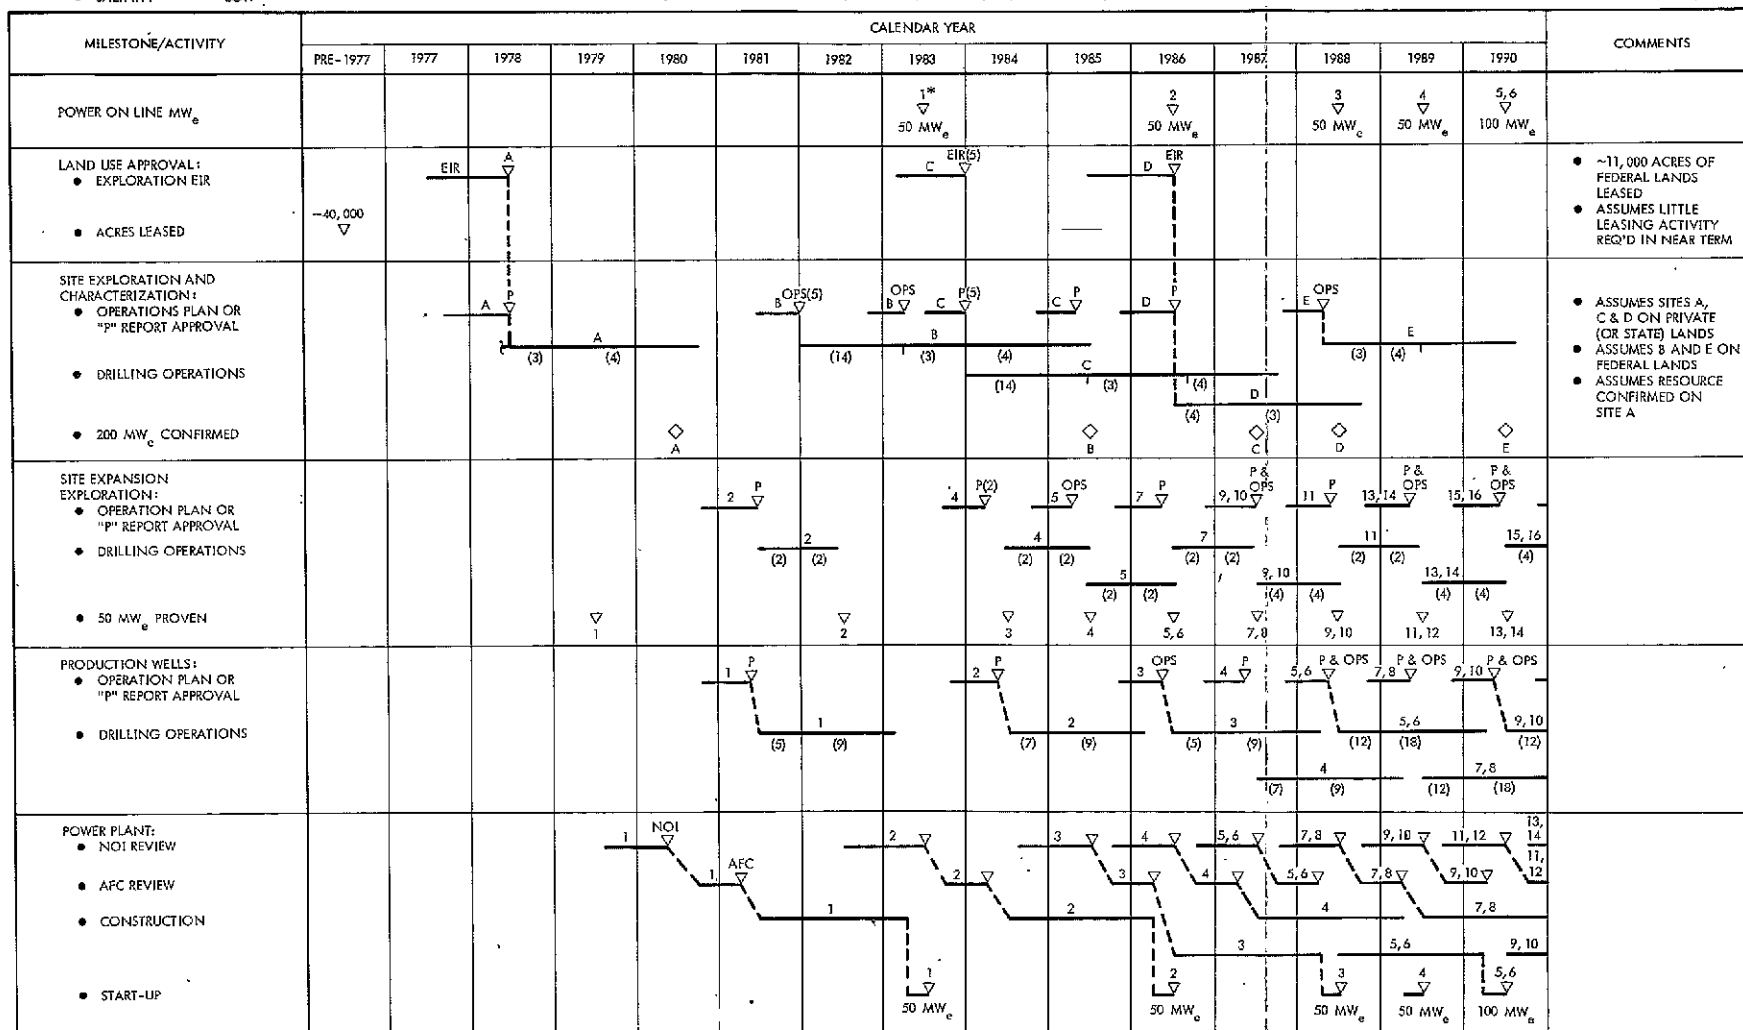 MILESTONE/ACTIVITY
CALENDAR YEAR
COMMENTS
PRE-1977 1977 1978 1979 1980 1981 1982 1983 1984 1985 1986 1987 1988 1989 1990
POWER ON LINE MWe
1* 2 3 4 5,6
50 MWe 50 MWe 50 MWe 50 MWe 100 MWe
LAND USE APPROVAL:
• EXPLORATION EIR
EIR A C EIR(5) D EIR
• ACRES LEASED
~40,000
• ~11,000 ACRES OF
FEDERAL LANDS
LEASED
• ASSUMES LITTLE
LEASING ACTIVITY
REQ'D IN NEAR TERM
SITE EXPLORATION AND
CHARACTERIZATION:
• OPERATIONS PLAN OR
"P" REPORT APPROVAL
A P B OPS(5) B OPS C P(5) C P D P E OPS
A B E
(3) (4) (14) (3) (4) (3) (4)
• DRILLING OPERATIONS
C
(14) (3) (4)
D
(4) (3)
• 200 MWe CONFIRMED
A B C D E
• ASSUMES SITES A,
C & D ON PRIVATE
(OR STATE) LANDS
• ASSUMES B AND E ON
FEDERAL LANDS
• ASSUMES RESOURCE
CONFIRMED ON
SITE A
SITE EXPANSION
EXPLORATION:
• OPERATION PLAN OR
"P" REPORT APPROVAL
2 P 4 P(2) 5 OPS 7 P 9,10 P & OPS 11 P 13,14 P & OPS 15,16 P & OPS
• DRILLING OPERATIONS
2 4 7 11 15,16
(2) (2) (2) (2) (2) (2) (2) (2) (4)
5 9,10 13,14
(2) (2) (4) (4) (4) (4)
• 50 MWe PROVEN
1 2 3 4 5,6 7,8 9,10 11,12 13,14
PRODUCTION WELLS:
• OPERATION PLAN OR
"P" REPORT APPROVAL
1 P 2 P 3 OPS 4 P 5,6 P & OPS 7,8 P & OPS 9,10 P & OPS
• DRILLING OPERATIONS
1 2 3 5,6 9,10
(5) (9) (7) (9) (5) (9) (12) (18) (12)
4 7,8
(7) (9) (12) (18)
POWER PLANT:
• NOI REVIEW
1 NOI 2 3 4 5,6 7,8 9,10 11,12 13,
14
• AFC REVIEW
1 AFC 2 3 4 5,6 7,8 9,10 11,
12
• CONSTRUCTION
1 2 4 7,8
3 5,6 9,10
• START-UP
1 2 3 4 5,6
50 MWe 50 MWe 50 MWe 50 MWe 100 MWe